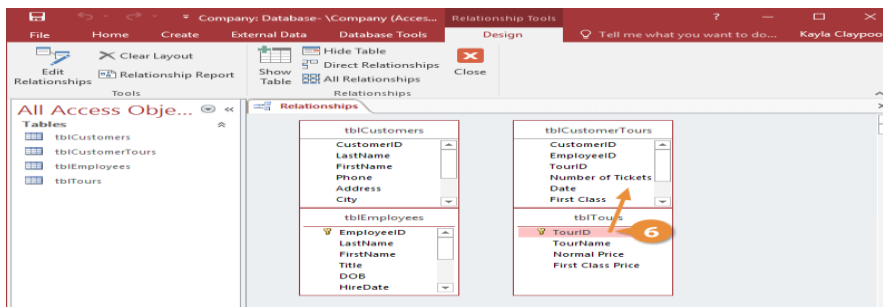 Company: Database- \Company (Acces... Relationship Tools ?
File Home Create External Data Database Tools Design Tell me what you want to do... Kayla Claypoo
Edit Relationships
Clear Layout
Relationship Report
Tools
Show Table
Hide Table
Direct Relationships
All Relationships
Relationships
Close
All Access Obje... «
Tables
tblCustomers
tblCustomerTours
tblEmployees
tblTours
Relationships
tblCustomers
CustomerID
LastName
FirstName
Phone
Address
City
tblCustomerTours
CustomerID
EmployeeID
TourID
Number of Tickets
Date
First Class
tblEmployees
EmployeeID
LastName
FirstName
Title
DOB
HireDate
tblTours
TourID
TourName
Normal Price
First Class Price
6